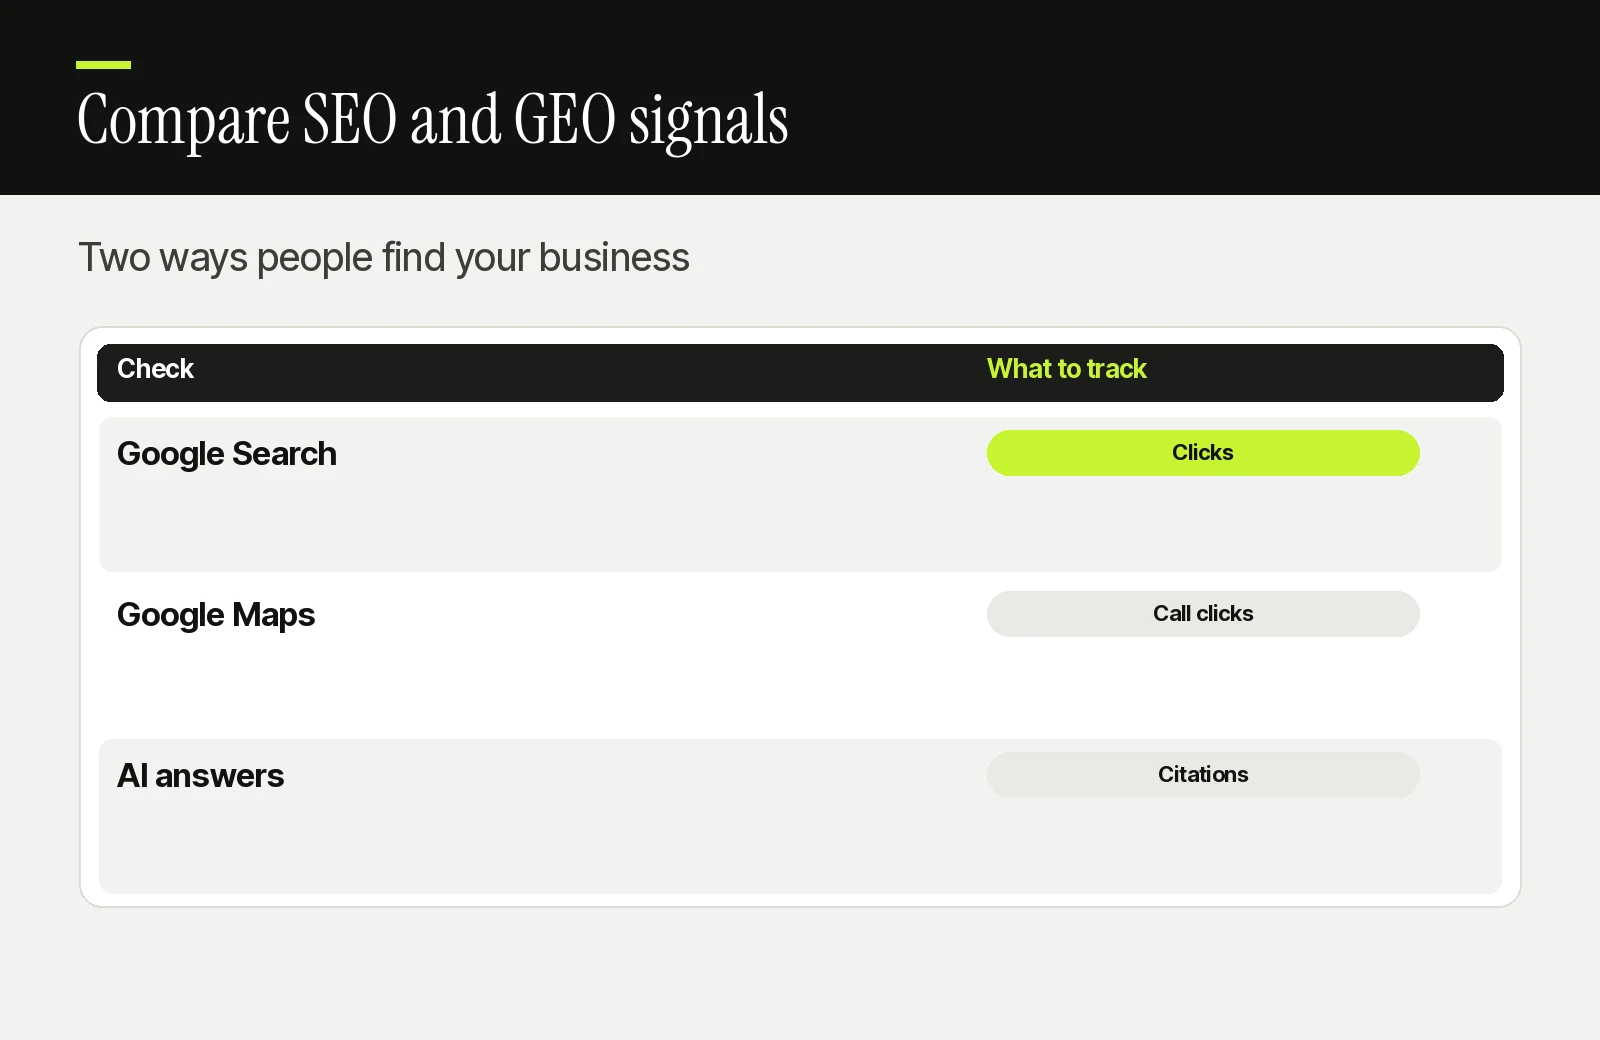 Compare SEO and GEO signals
Two ways people find your business
Check What to track
Google Search Clicks
Google Maps Call clicks
AI answers Citations